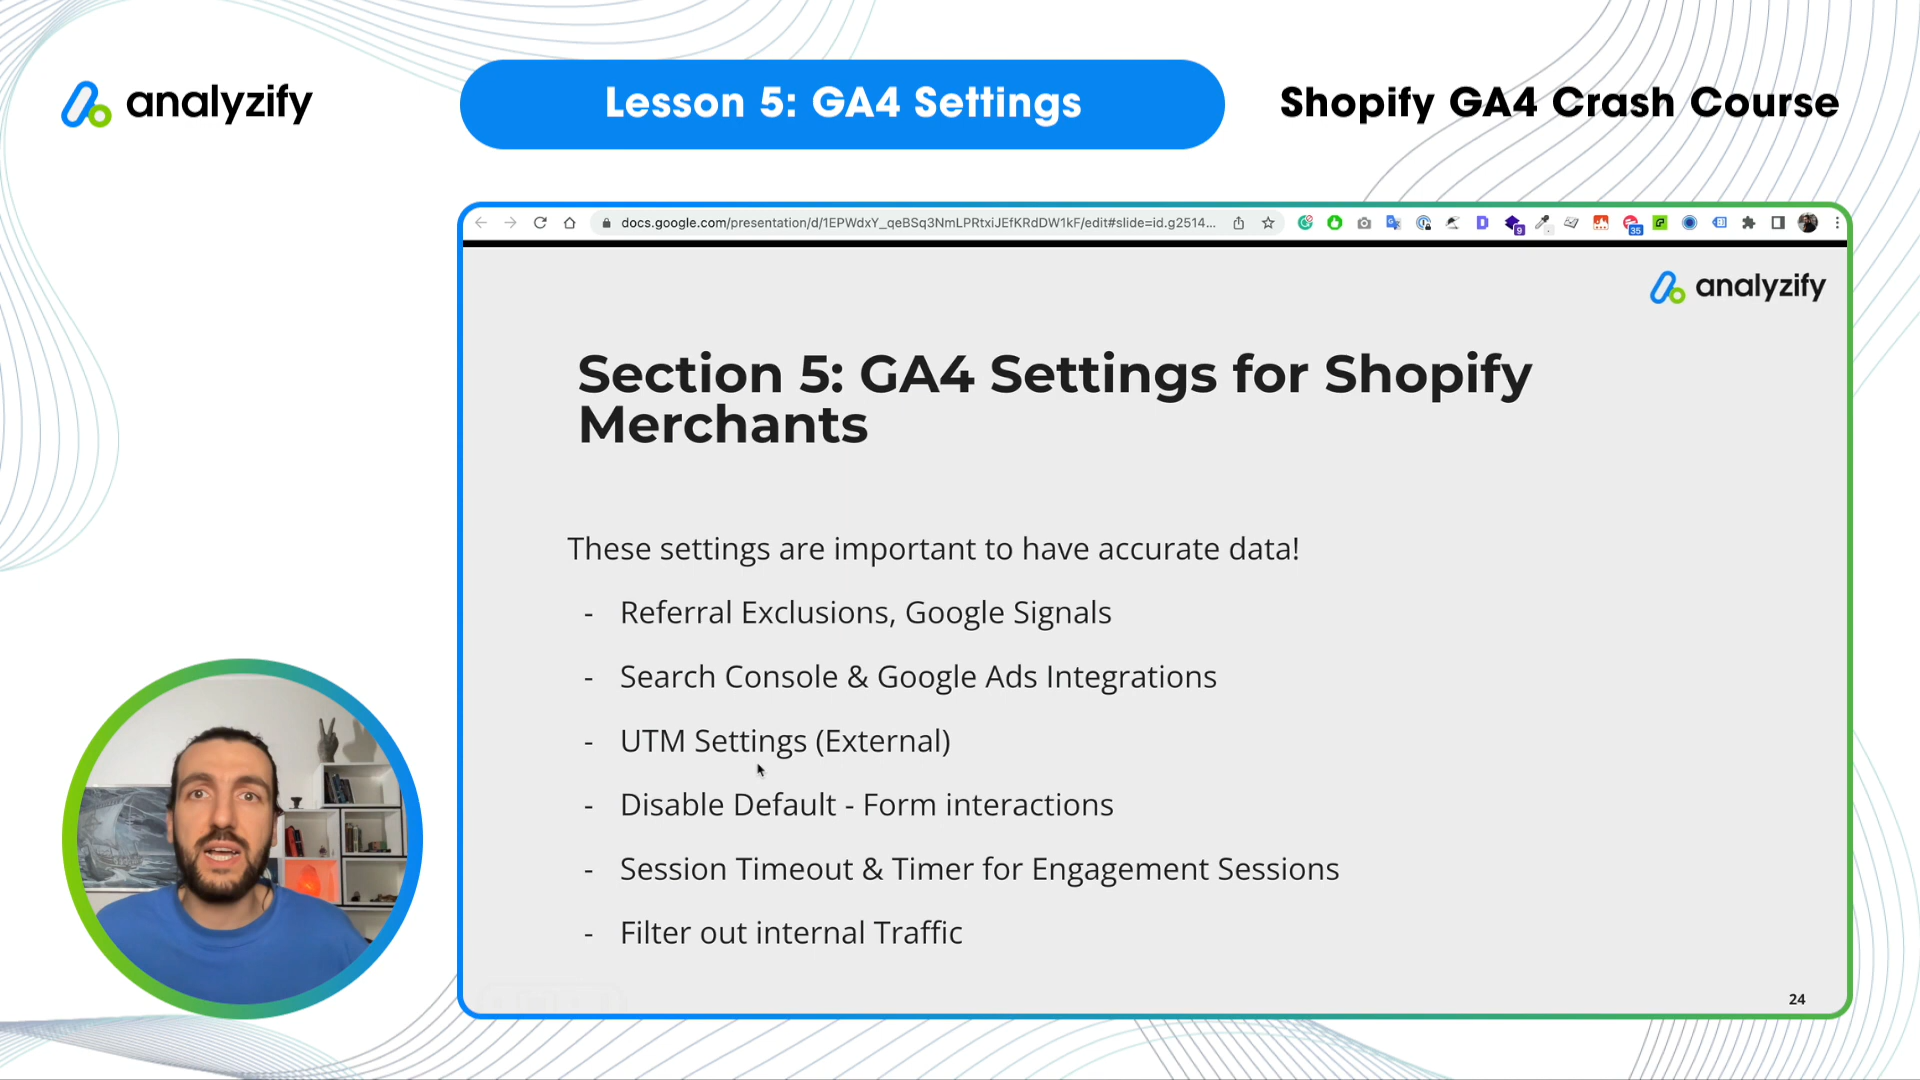 analyzify
Lesson 5: GA4 Settings
Shopify GA4 Crash Course
docs.google.com/presentation/d/1EPWdxY_qeBSq3NmLPRtxiJEfKRdDW1kF/edit#slide=id.g2514...
9
35
analyzify
Section 5: GA4 Settings for Shopify
Merchants
These settings are important to have accurate data!
- Referral Exclusions, Google Signals
- Search Console & Google Ads Integrations
- UTM Settings (External)
- Disable Default - Form interactions
- Session Timeout & Timer for Engagement Sessions
- Filter out internal Traffic
24